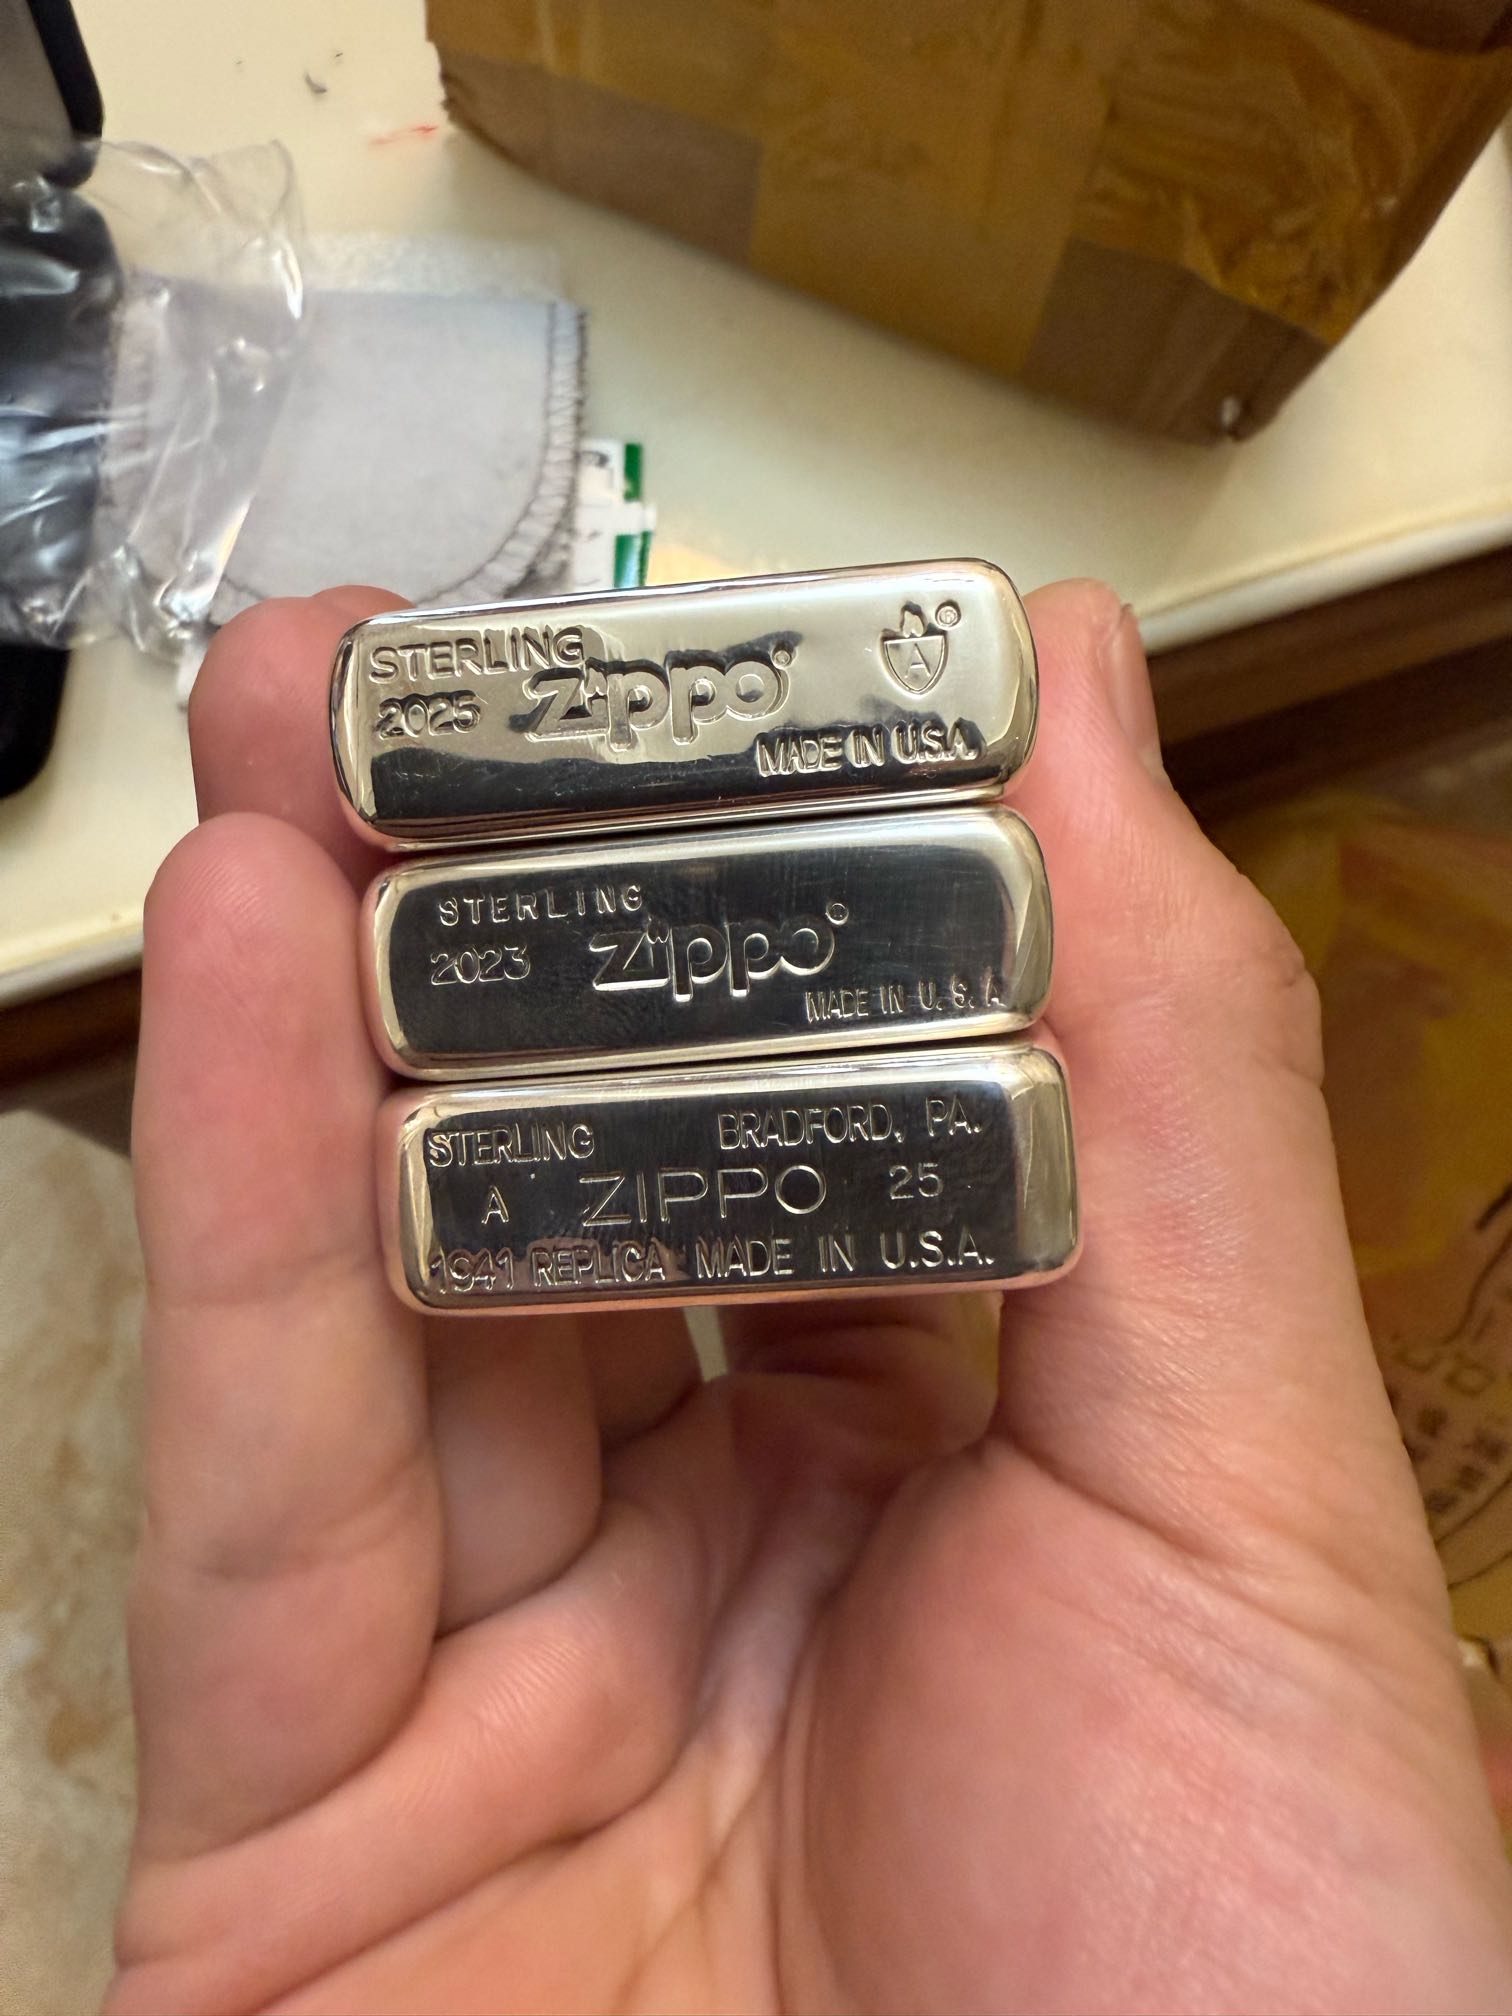 STERLING
2025
zippo®
A ®
MADE IN U.S.A.
STERLING
2023
zippo®
MADE IN U. S. A
STERLING BRADFORD, PA.
A ZIPPO 25
1941 REPLICA MADE IN U.S.A.